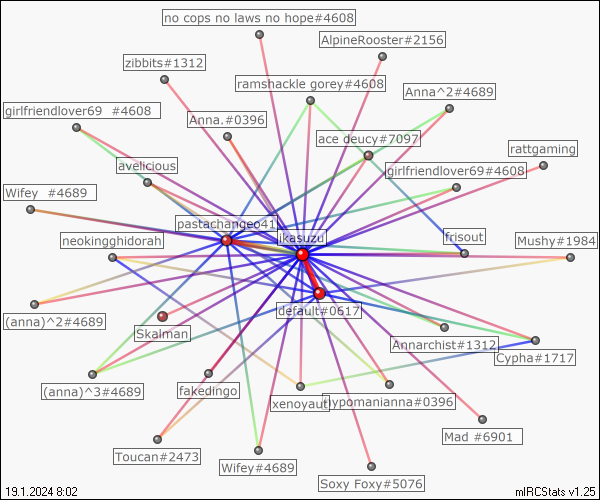 no cops no laws no hope#4608
AlpineRooster#2156
zibbits#1312
ramshackle gorey#4608
Anna^2#4689
girlfriendlover69 #4608
Anna.#0396
ace deucy#7097
rattgaming
avelicious
girlfriendlover69#4608
Wifey #4689
pastachangeo41
ikasuzu
frisout
neokingghidorah
Mushy#1984
default#0617
(anna)^2#4689
Skaiman
Annarchist#1312
Cypha#1717
(anna)^3#4689
fakedingo
xenoyaut
hypomanianna#0396
Mad #6901
Toucan#2473
Wifey#4689
Soxy Foxy#5076
19.1.2024 8:02
mIRCStats v1.25